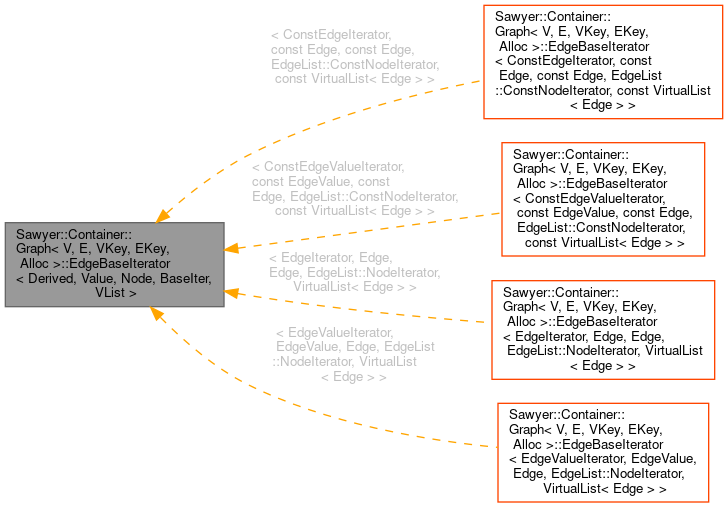 Sawyer::Container::
Graph< V, E, VKey, EKey,
Alloc >::EdgeBaseIterator
< Derived, Value, Node, BaseIter,
VList >
< ConstEdgeIterator,
const Edge, const Edge,
EdgeList::ConstNodeIterator,
const VirtualList< Edge > >
Sawyer::Container::
Graph< V, E, VKey, EKey,
Alloc >::EdgeBaseIterator
< ConstEdgeIterator, const
Edge, const Edge, EdgeList
::ConstNodeIterator, const VirtualList
< Edge > >
< ConstEdgeValueIterator,
const EdgeValue, const
Edge, EdgeList::ConstNodeIterator,
const VirtualList< Edge > >
Sawyer::Container::
Graph< V, E, VKey, EKey,
Alloc >::EdgeBaseIterator
< ConstEdgeValueIterator,
const EdgeValue, const Edge,
EdgeList::ConstNodeIterator,
const VirtualList< Edge > >
< EdgeIterator, Edge,
Edge, EdgeList::NodeIterator,
VirtualList< Edge > >
Sawyer::Container::
Graph< V, E, VKey, EKey,
Alloc >::EdgeBaseIterator
< EdgeIterator, Edge, Edge,
EdgeList::NodeIterator, VirtualList
< Edge > >
< EdgeValueIterator,
EdgeValue, Edge, EdgeList
::NodeIterator, VirtualList
< Edge > >
Sawyer::Container::
Graph< V, E, VKey, EKey,
Alloc >::EdgeBaseIterator
< EdgeValueIterator, EdgeValue,
Edge, EdgeList::NodeIterator,
VirtualList< Edge > >